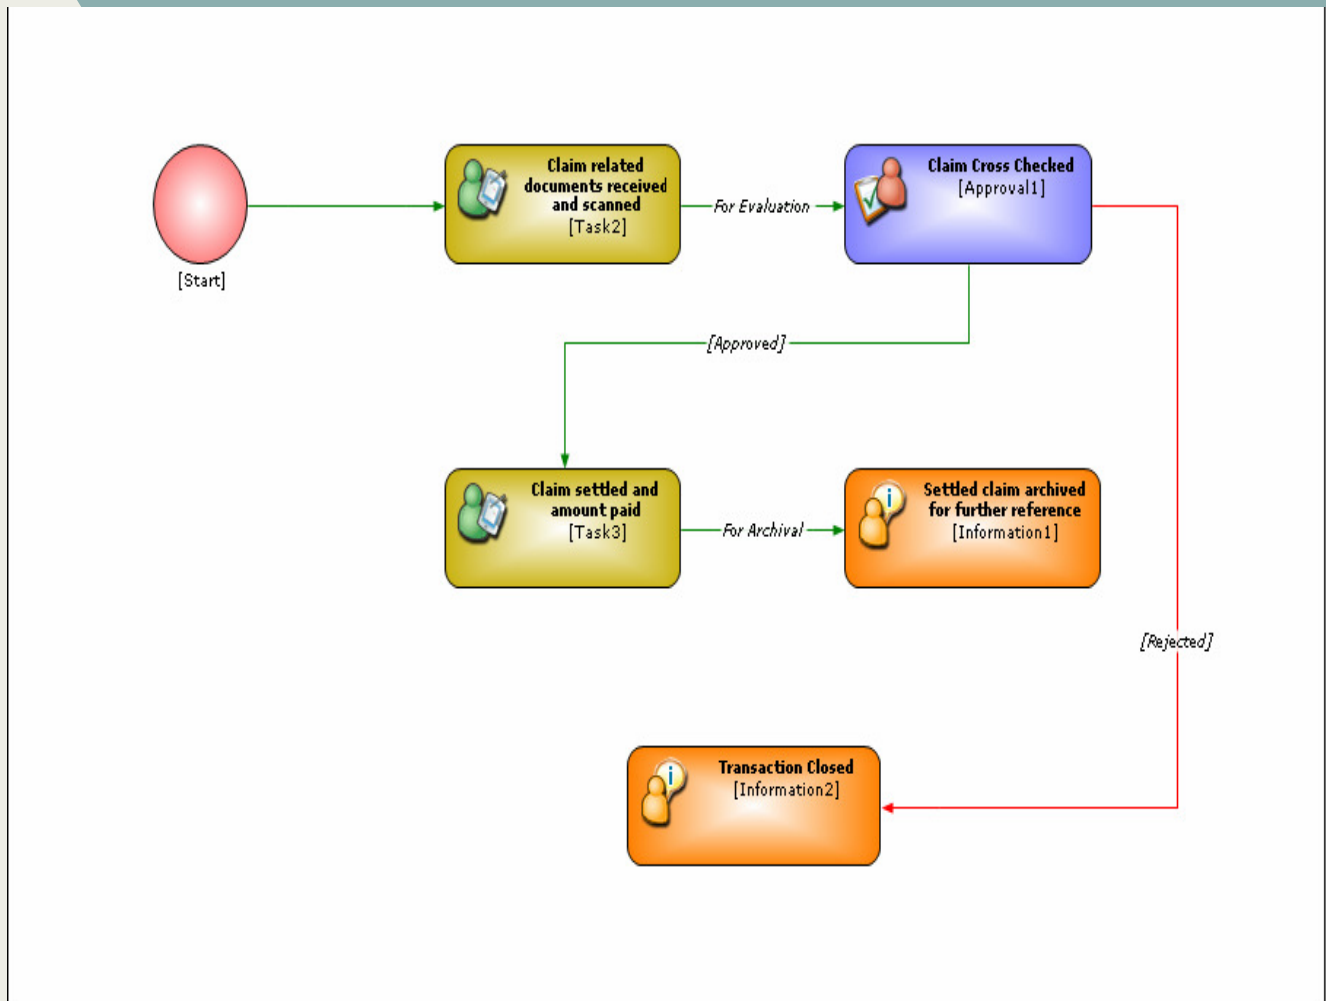 Claim related
documents received
and scanned
[Task2]
For Evaluation
Claim Cross Checked
[Approval1]
[Start]
[Approved]
Claim settled and
amount paid
[Task3]
For Archival
Settled claim archived
for further reference
[Information1]
[Rejected]
Transaction Closed
[Information2]